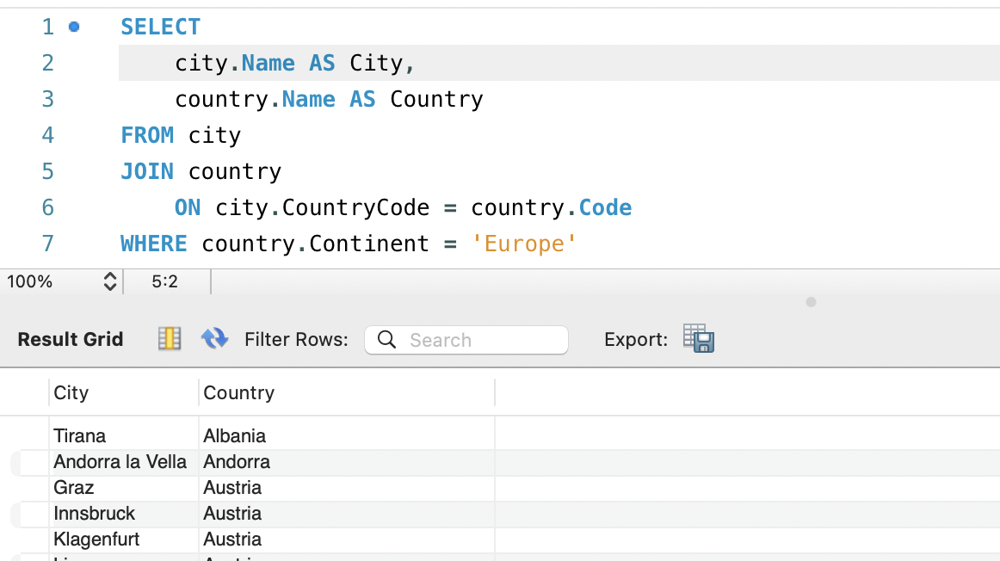 1 SELECT
2 city.Name AS City,
3 country.Name AS Country
4 FROM city
5 JOIN country
6 ON city.CountryCode = country.Code
7 WHERE country.Continent = 'Europe'
100% 5:2
Result Grid Filter Rows: Search Export:
City Country
Tirana Albania
Andorra la Vella Andorra
Graz Austria
Innsbruck Austria
Klagenfurt Austria